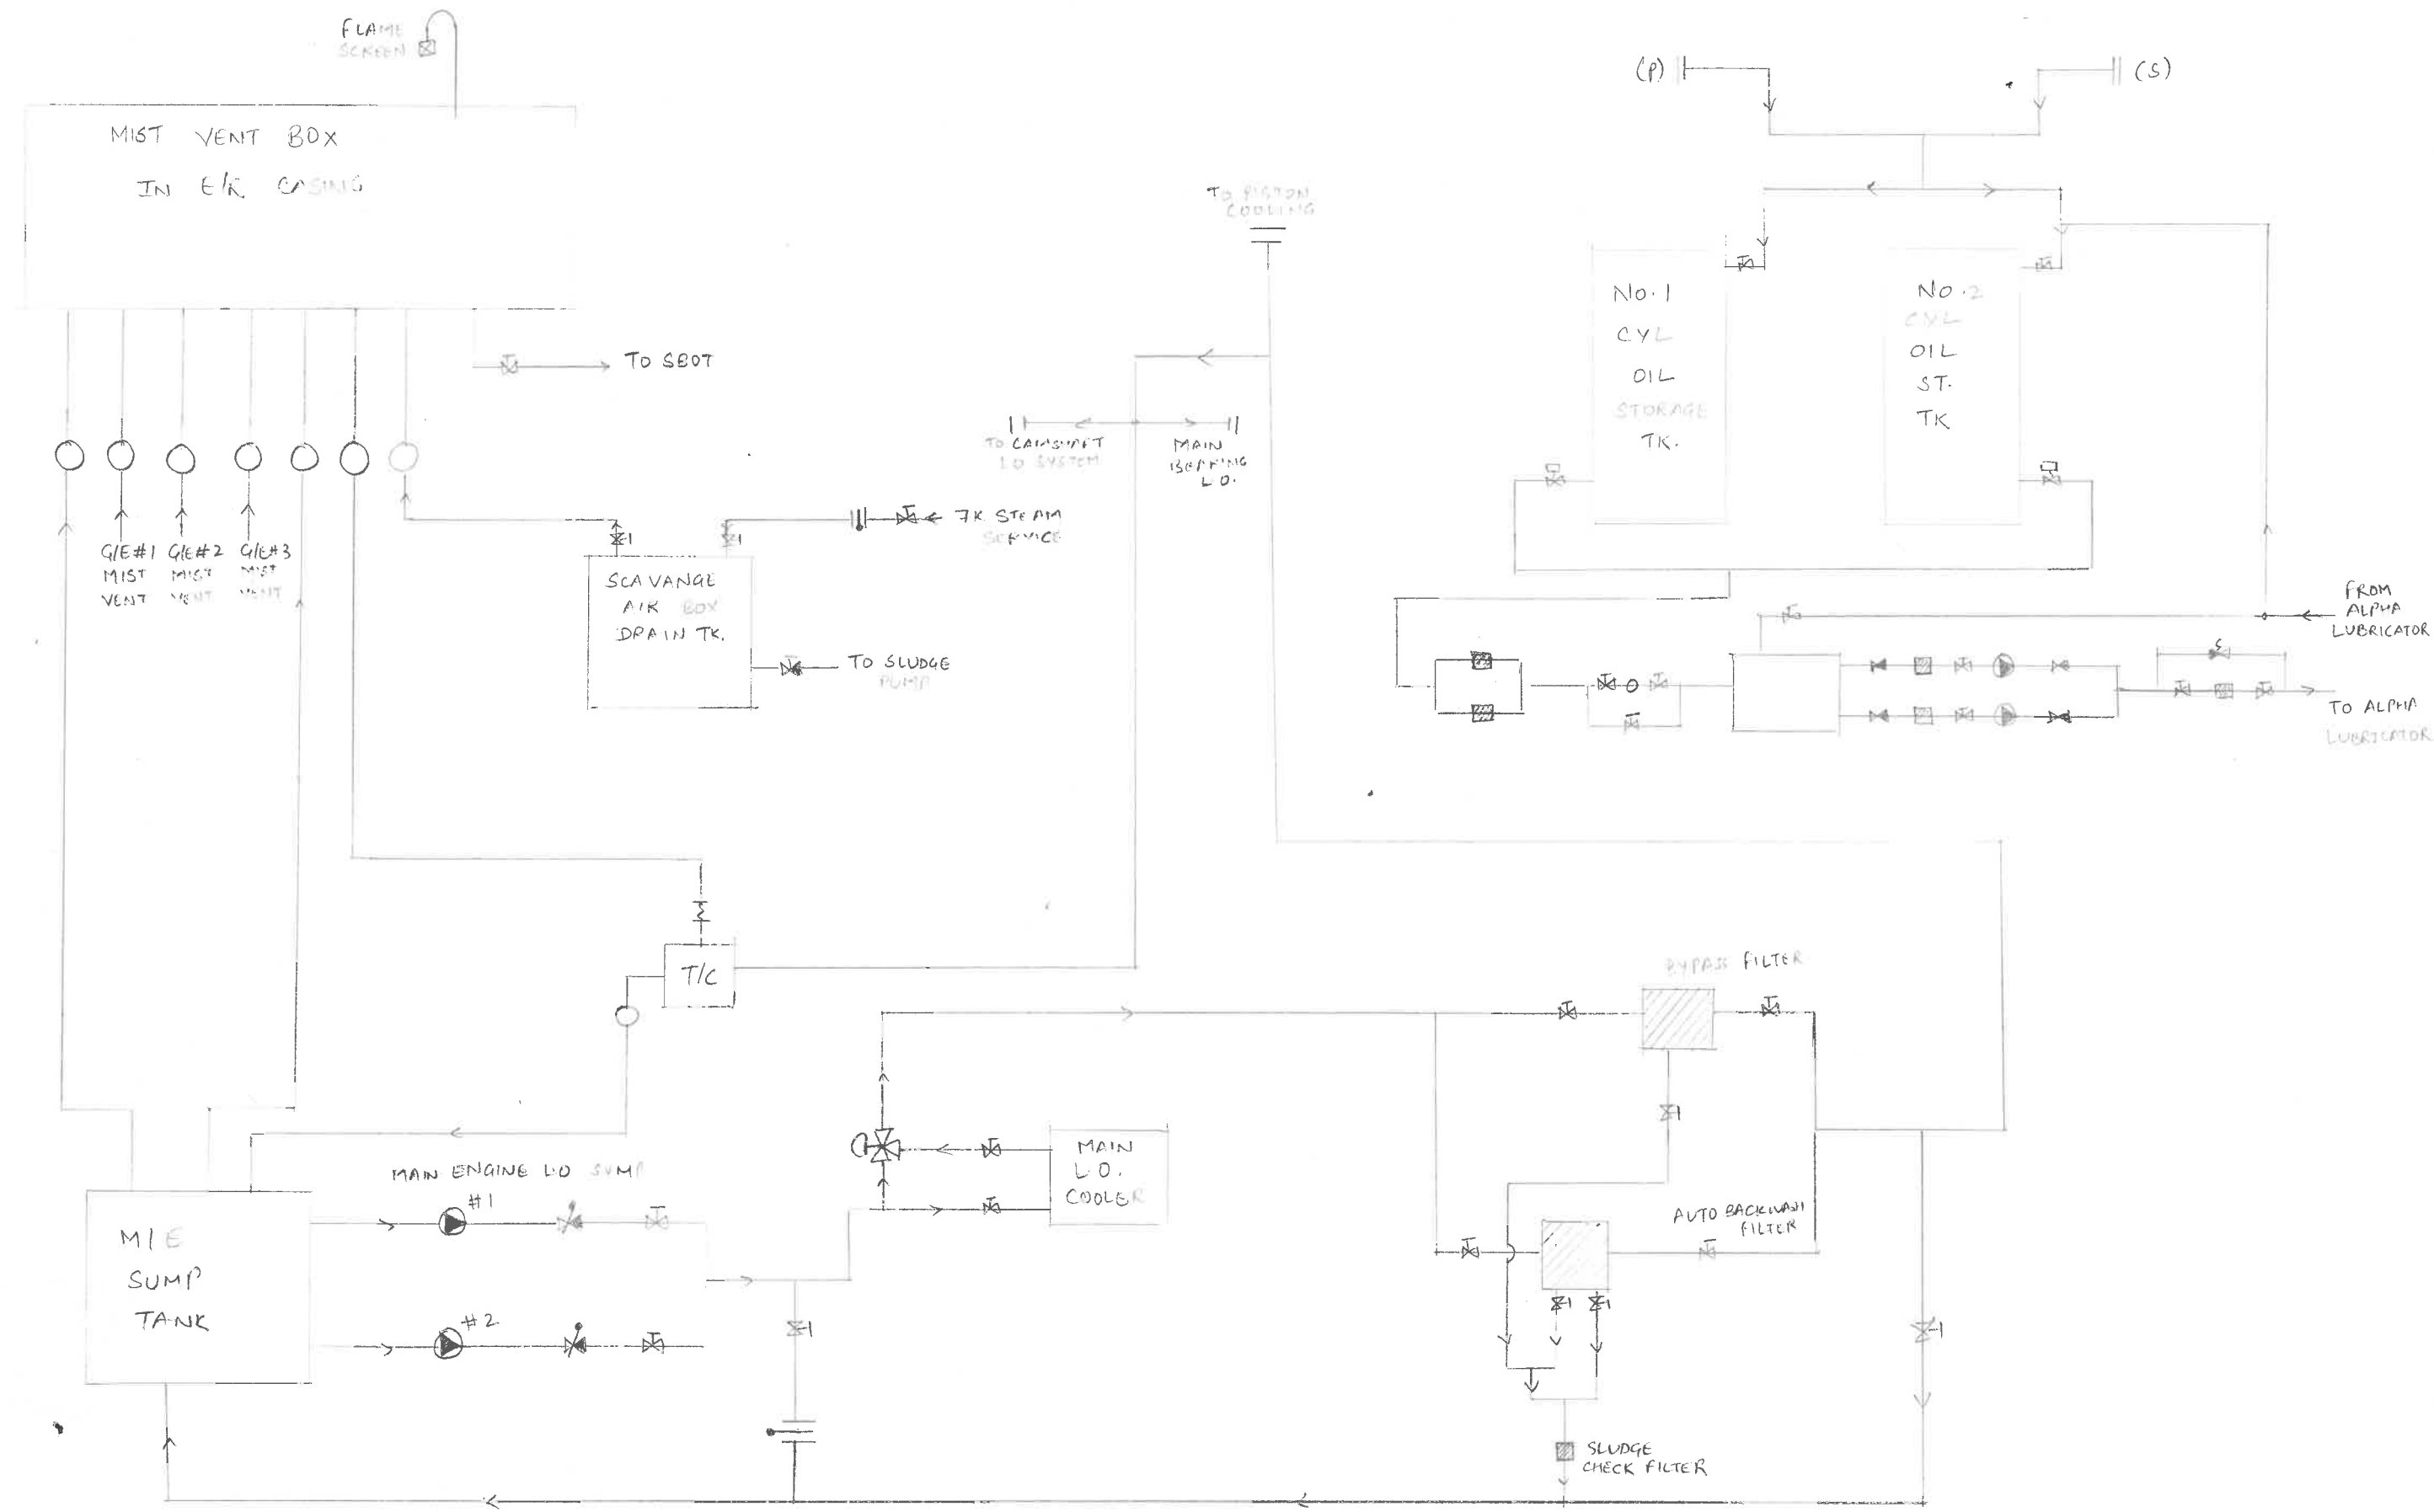 FLAME
SCREEN
MIST VENT BOX
IN E/R CASING
TO SBOT
G/E#1
MIST
VENT
G/E#2
MIST
VENT
G/E#3
MIST
VENT
SCAVANGE
AIR BOX
DRAIN TK.
7K STEAM
SERVICE
TO SLUDGE
PUMP
TO PISTON
COOLING
TO CAMSHAFT
LO SYSTEM
MAIN
BEARING
L.O.
(P)
(S)
No.1
CYL
OIL
STORAGE
TK.
No.2
CYL
OIL
ST.
TK
FROM
ALPHA
LUBRICATOR
S
TO ALPHA
LUBRICATOR
T/C
MAIN ENGINE L.O SUMP
#1
#2
M/E
SUMP
TANK
MAIN
L.O.
COOLER
BYPASS FILTER
AUTO BACKWASH
FILTER
SLUDGE
CHECK FILTER